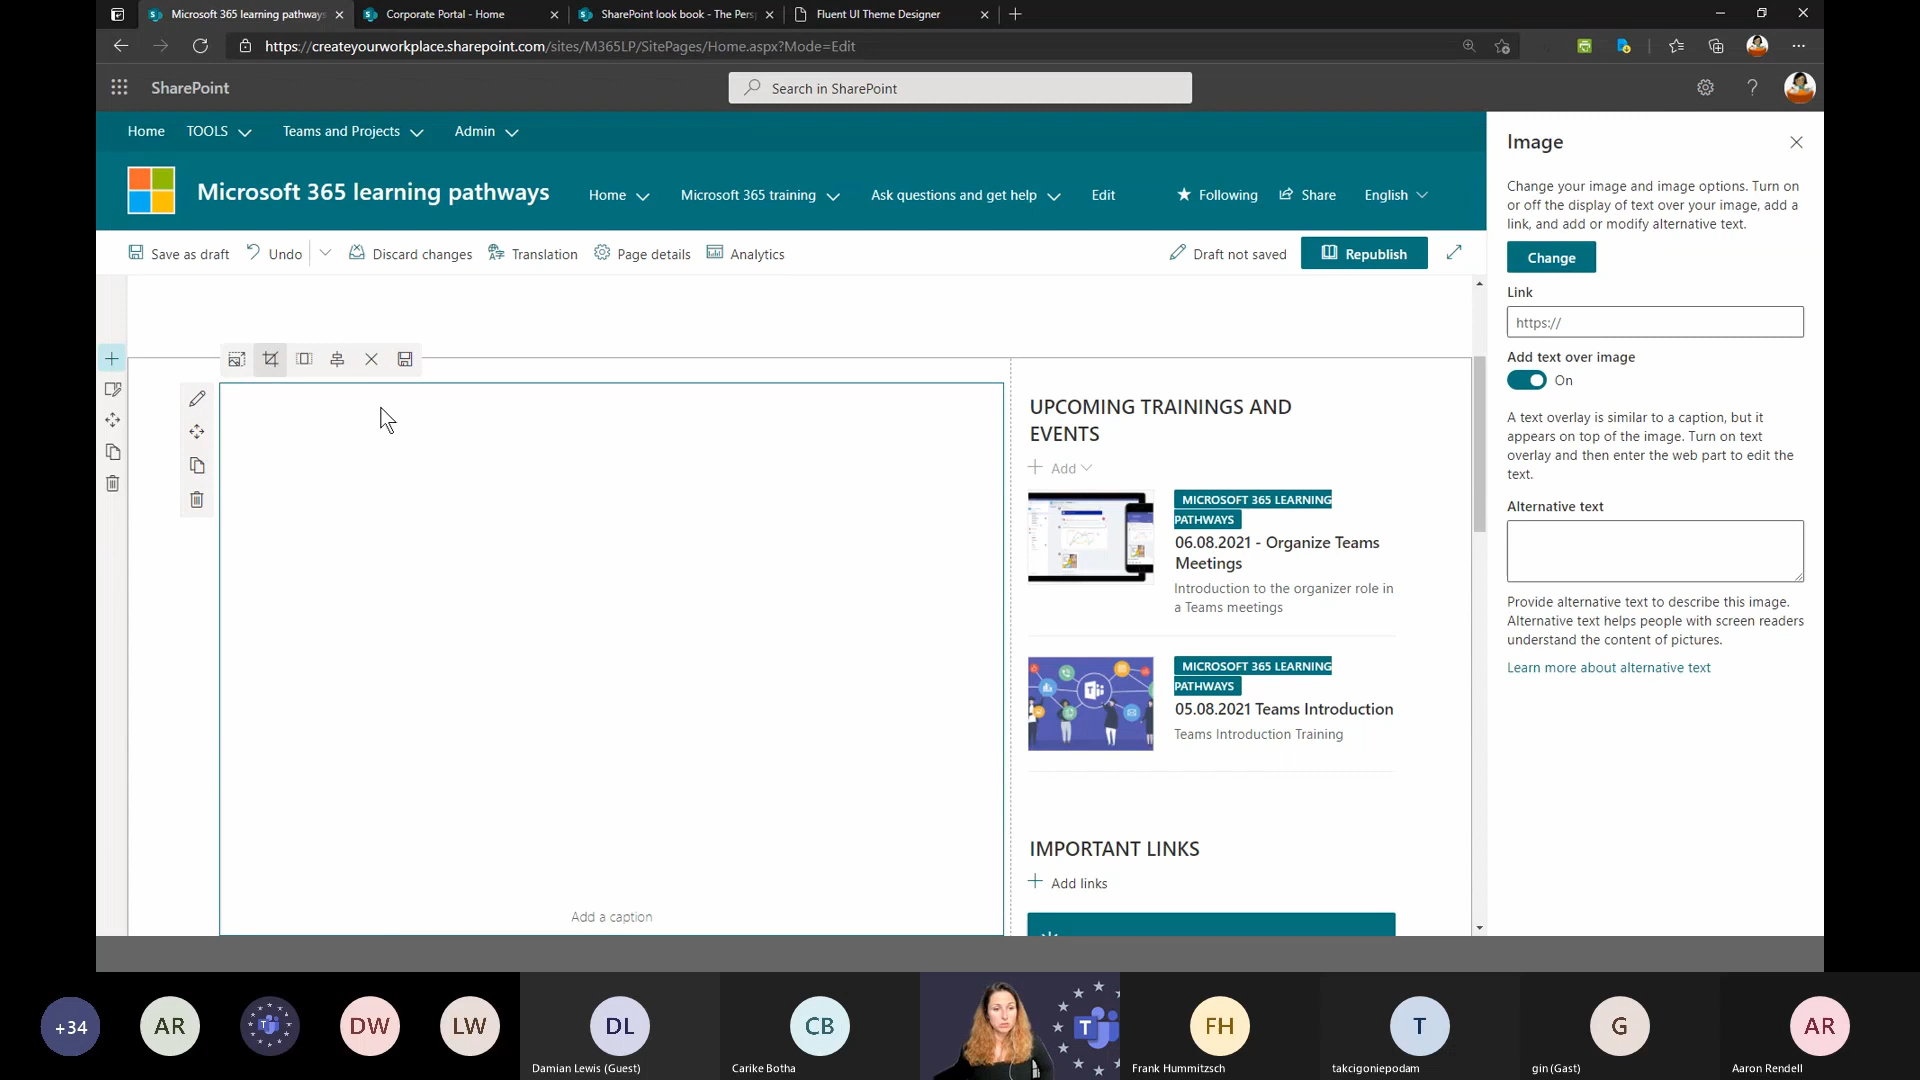 Microsoft 365 learning pathways
Corporate Portal - Home
SharePoint look book - The Pers
Fluent UI Theme Designer
https://createyourworkplace.sharepoint.com/sites/M365LP/SitePages/Home.aspx?Mode=Edit
SharePoint
Search in SharePoint
Home
TOOLS
Teams and Projects
Admin
Microsoft 365 learning pathways
Home
Microsoft 365 training
Ask questions and get help
Edit
Following
Share
English
Save as draft
Undo
Discard changes
Translation
Page details
Analytics
Draft not saved
Republish
Add a caption
UPCOMING TRAININGS AND
EVENTS
Add
MICROSOFT 365 LEARNING
PATHWAYS
06.08.2021 - Organize Teams
Meetings
Introduction to the organizer role in
a Teams meetings
MICROSOFT 365 LEARNING
PATHWAYS
05.08.2021 Teams Introduction
Teams Introduction Training
IMPORTANT LINKS
Add links
Image
Change your image and image options. Turn on
or off the display of text over your image, add a
link, and add or modify alternative text.
Change
Link
https://
Add text over image
On
A text overlay is similar to a caption, but it
appears on top of the image. Turn on text
overlay and then enter the web part to edit the
text.
Alternative text
Provide alternative text to describe this image.
Alternative text helps people with screen readers
understand the content of pictures.
Learn more about alternative text
+34
AR
DW
LW
DL
Damian Lewis (Guest)
CB
Carike Botha
FH
Frank Hummitzsch
T
takcigoniepodam
G
gin (Gast)
AR
Aaron Rendell